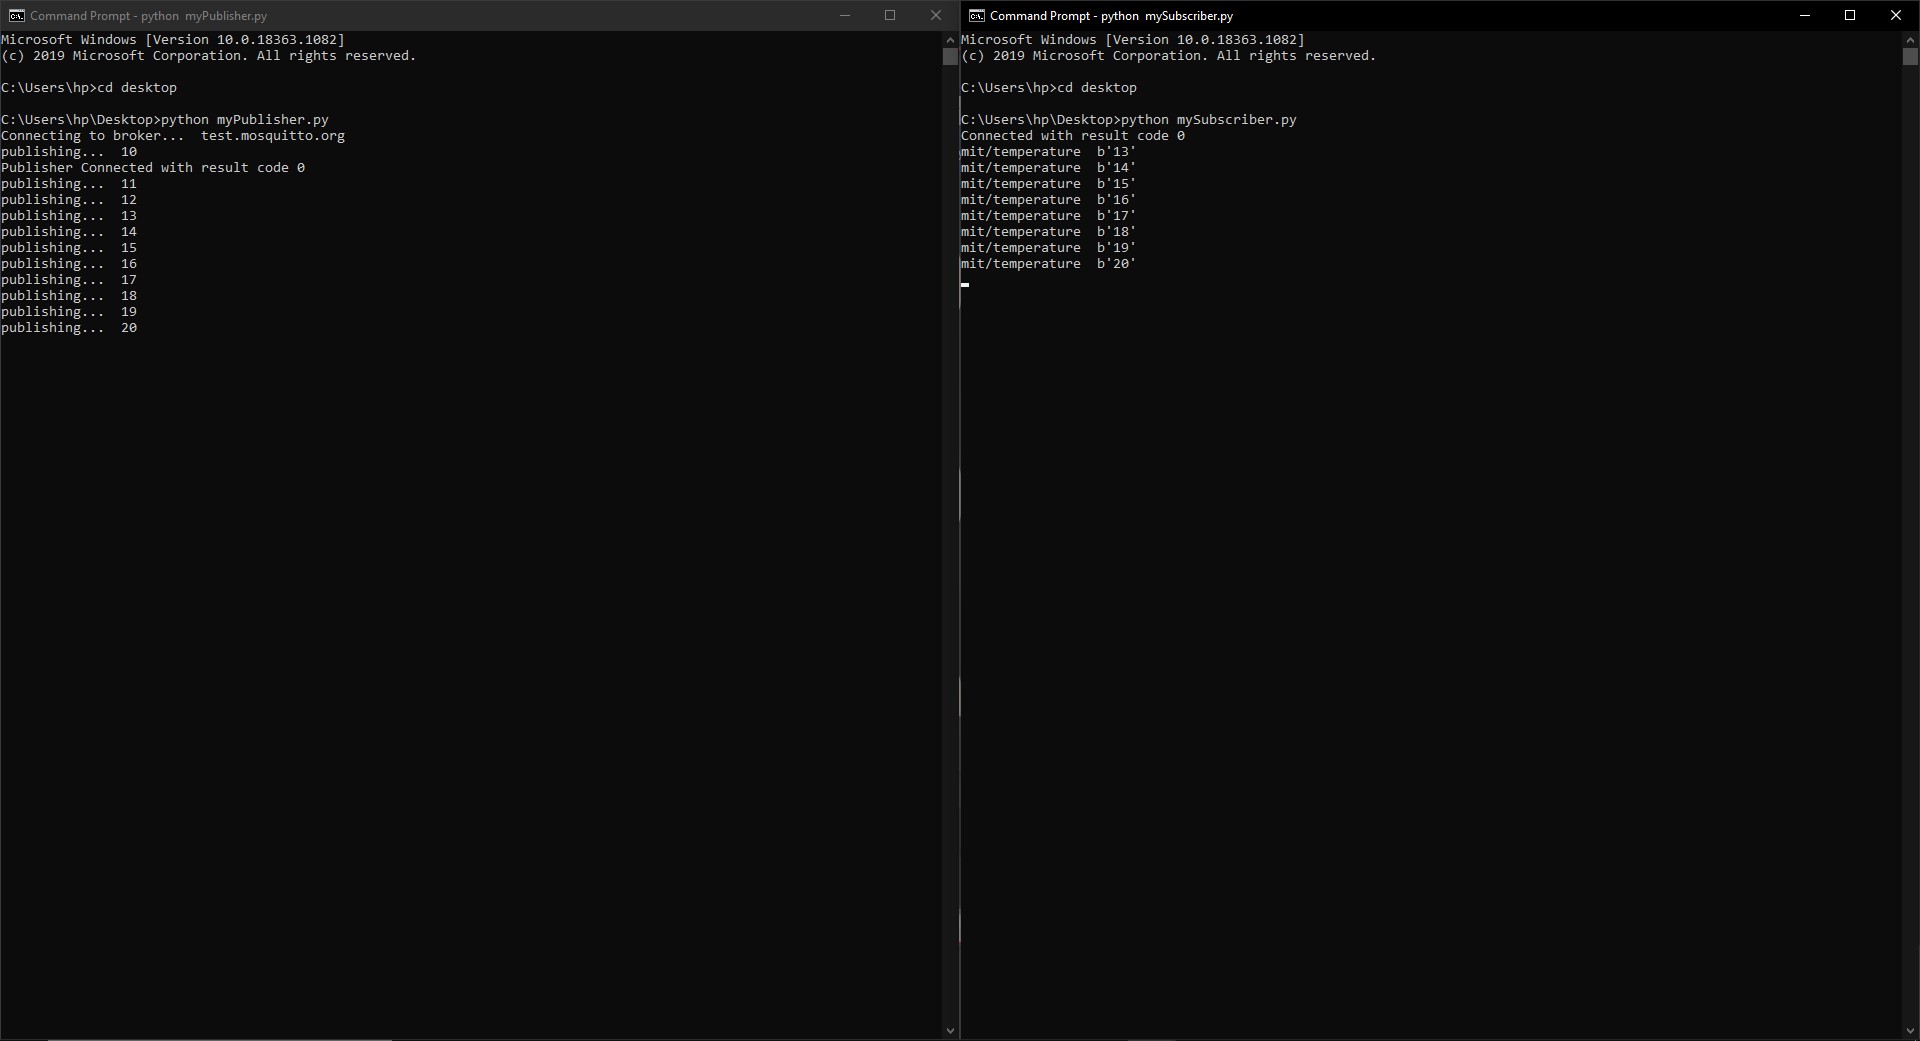 Command Prompt - python  myPublisher.py
Microsoft Windows [Version 10.0.18363.1082]
(c) 2019 Microsoft Corporation. All rights reserved.
C:\Users\hp>cd desktop
C:\Users\hp\Desktop>python myPublisher.py
Connecting to broker...  test.mosquitto.org
publishing...  10
Publisher Connected with result code 0
publishing...  11
publishing...  12
publishing...  13
publishing...  14
publishing...  15
publishing...  16
publishing...  17
publishing...  18
publishing...  19
publishing...  20
Command Prompt - python  mySubscriber.py
Microsoft Windows [Version 10.0.18363.1082]
(c) 2019 Microsoft Corporation. All rights reserved.
C:\Users\hp>cd desktop
C:\Users\hp\Desktop>python mySubscriber.py
Connected with result code 0
mit/temperature  b'13'
mit/temperature  b'14'
mit/temperature  b'15'
mit/temperature  b'16'
mit/temperature  b'17'
mit/temperature  b'18'
mit/temperature  b'19'
mit/temperature  b'20'